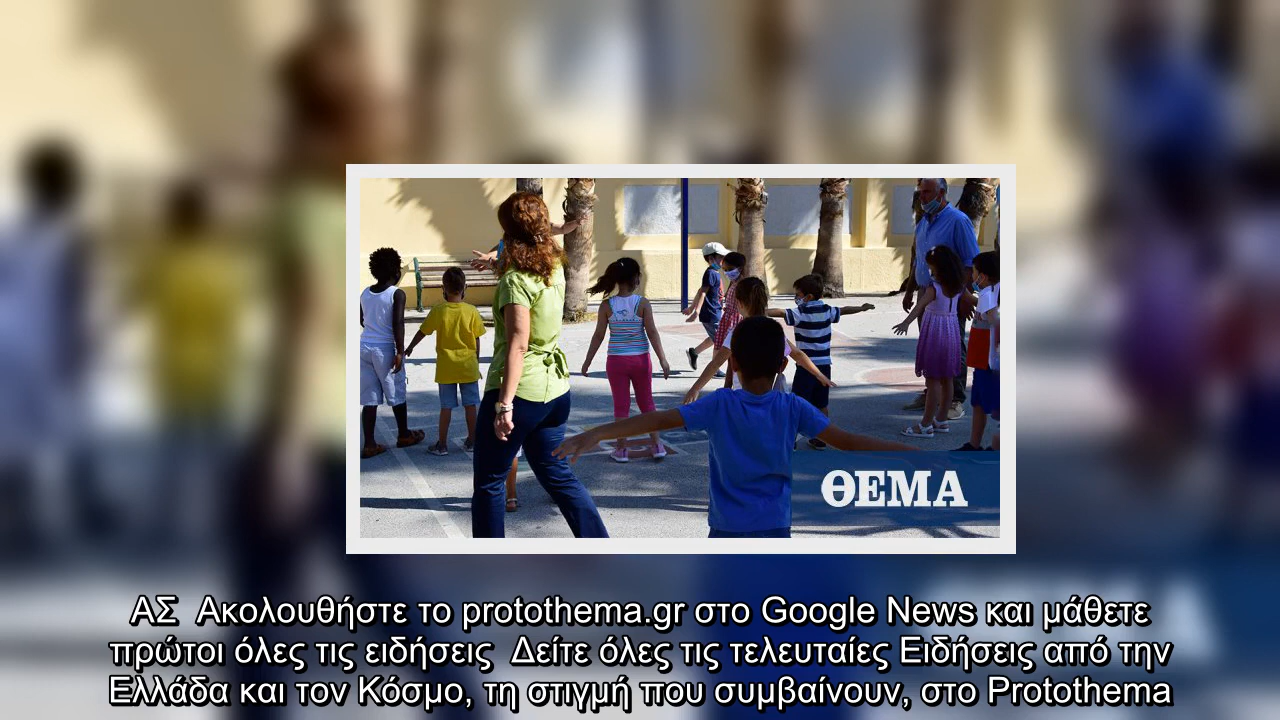 ΘΕΜΑ
ΑΣ  Ακολουθήστε το protothema.gr στο Google News και μάθετε
πρώτοι όλες τις ειδήσεις  Δείτε όλες τις τελευταίες Ειδήσεις από την
Ελλάδα και τον Κόσμο, τη στιγμή που συμβαίνουν, στο Protothema